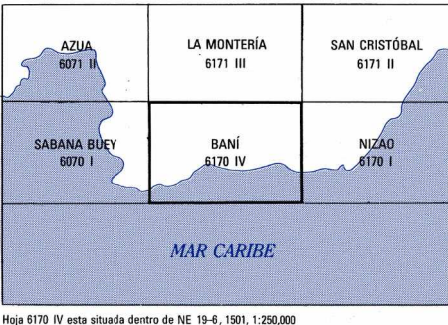 AZUA
6071 II
LA MONTERÍA
6171 III
SAN CRISTÓBAL
6171 II
SABANA BUEY
6070 I
BANÍ
6170 IV
NIZAO
6170 I
MAR CARIBE
Hoja 6170 IV esta situada dentro de NE 19-6, 1501, 1:250,000